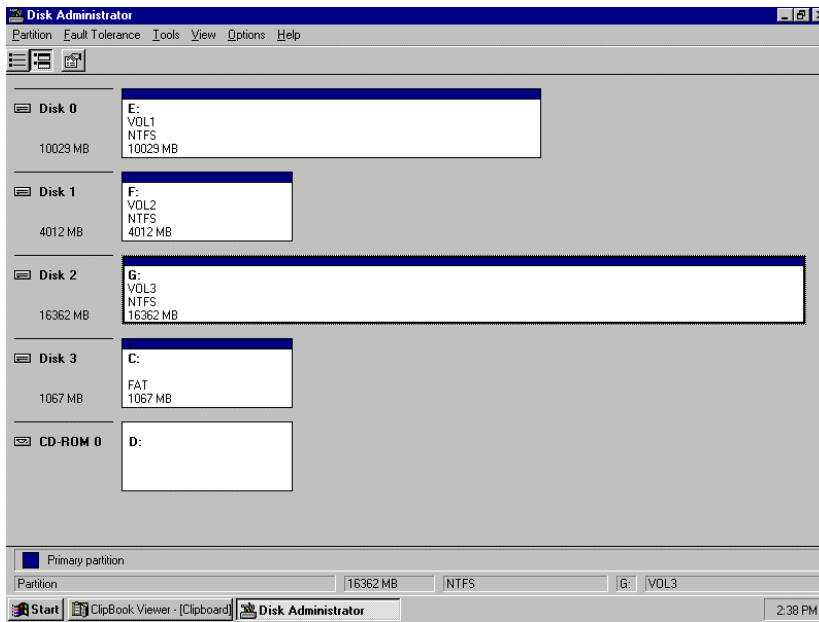 Disk Administrator
Partition Fault Tolerance Tools View Options Help
Disk 0
10029 MB
E:
VOL1
NTFS
10029 MB
Disk 1
4012 MB
F:
VOL2
NTFS
4012 MB
Disk 2
16362 MB
G:
VOL3
NTFS
16362 MB
Disk 3
1067 MB
C:
FAT
1067 MB
CD-ROM 0
D:
Primary partition
Partition 16362 MB NTFS G: VOL3
Start ClipBook Viewer - [Clipboard] Disk Administrator 2:38 PM